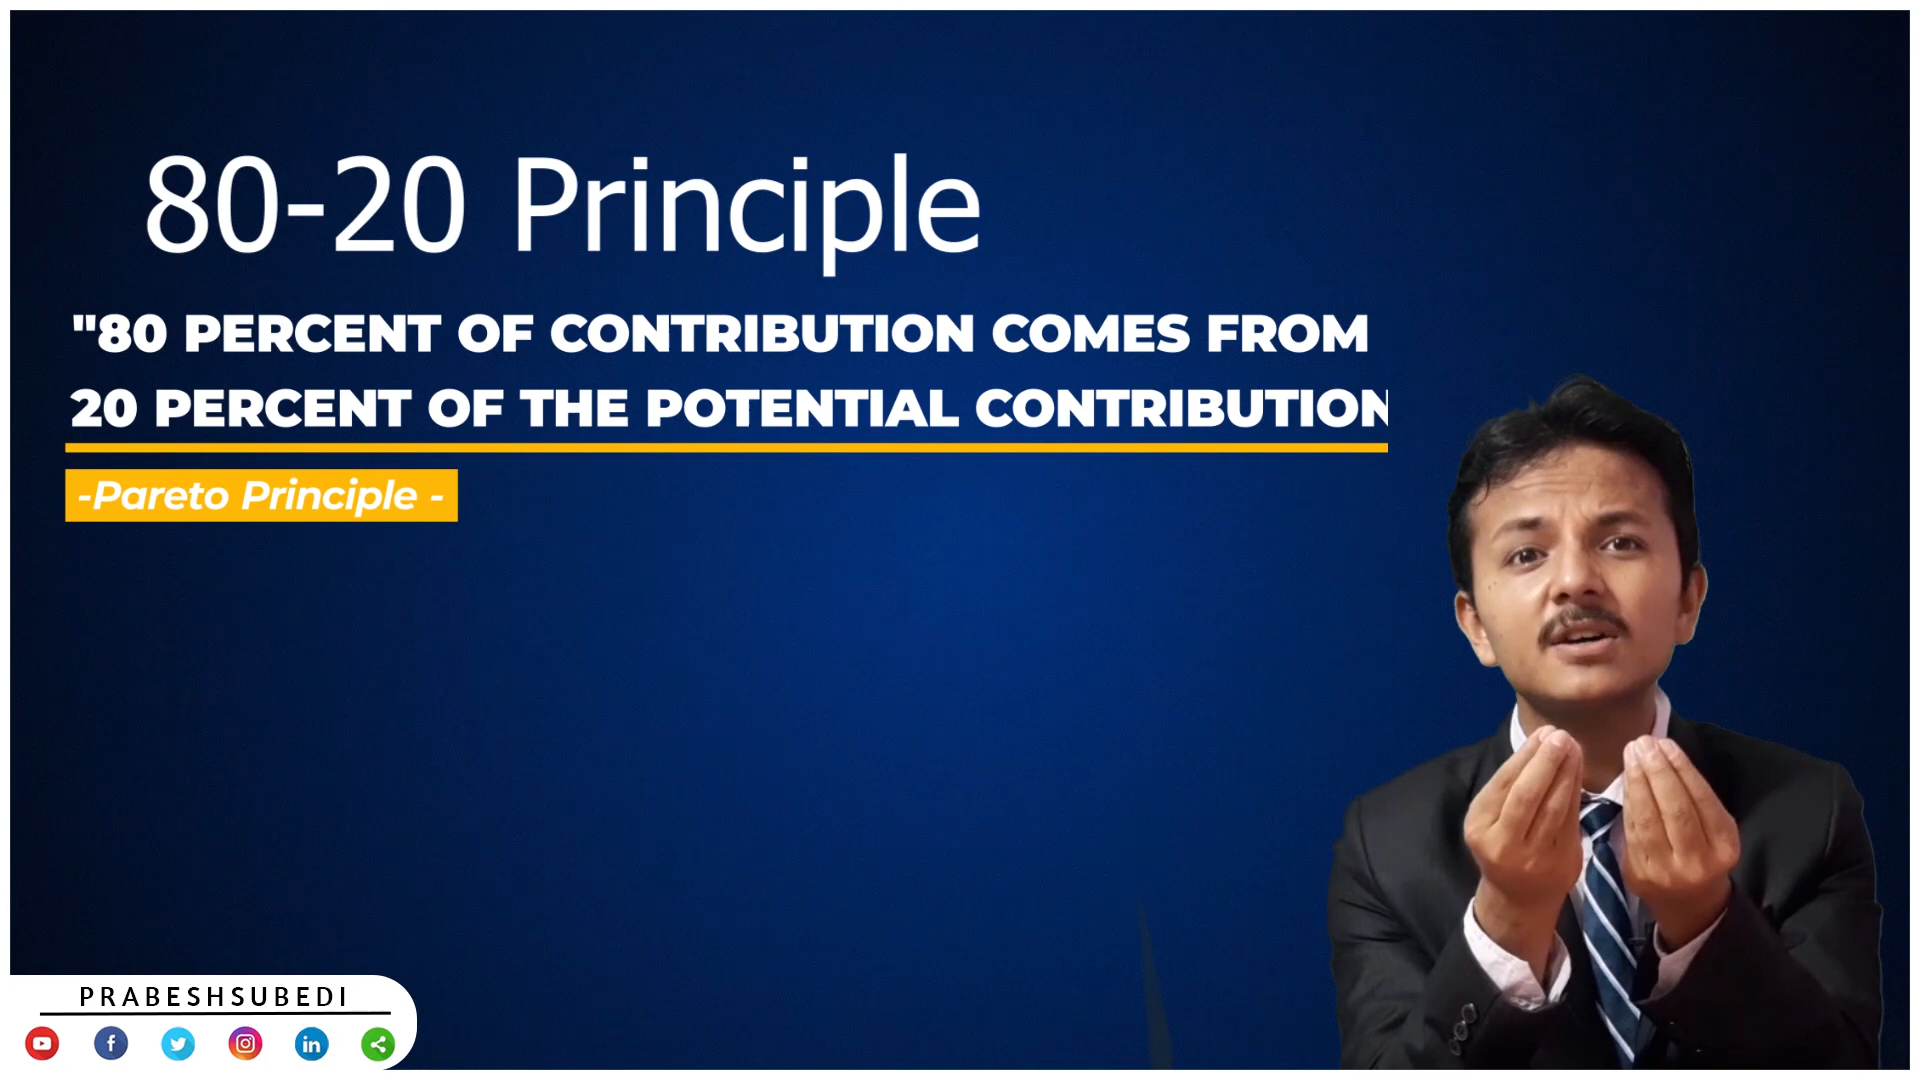 80-20 Principle
"80 PERCENT OF CONTRIBUTION COMES FROM
20 PERCENT OF THE POTENTIAL CONTRIBUTION
-Pareto Principle -
PRABESHSUBEDI